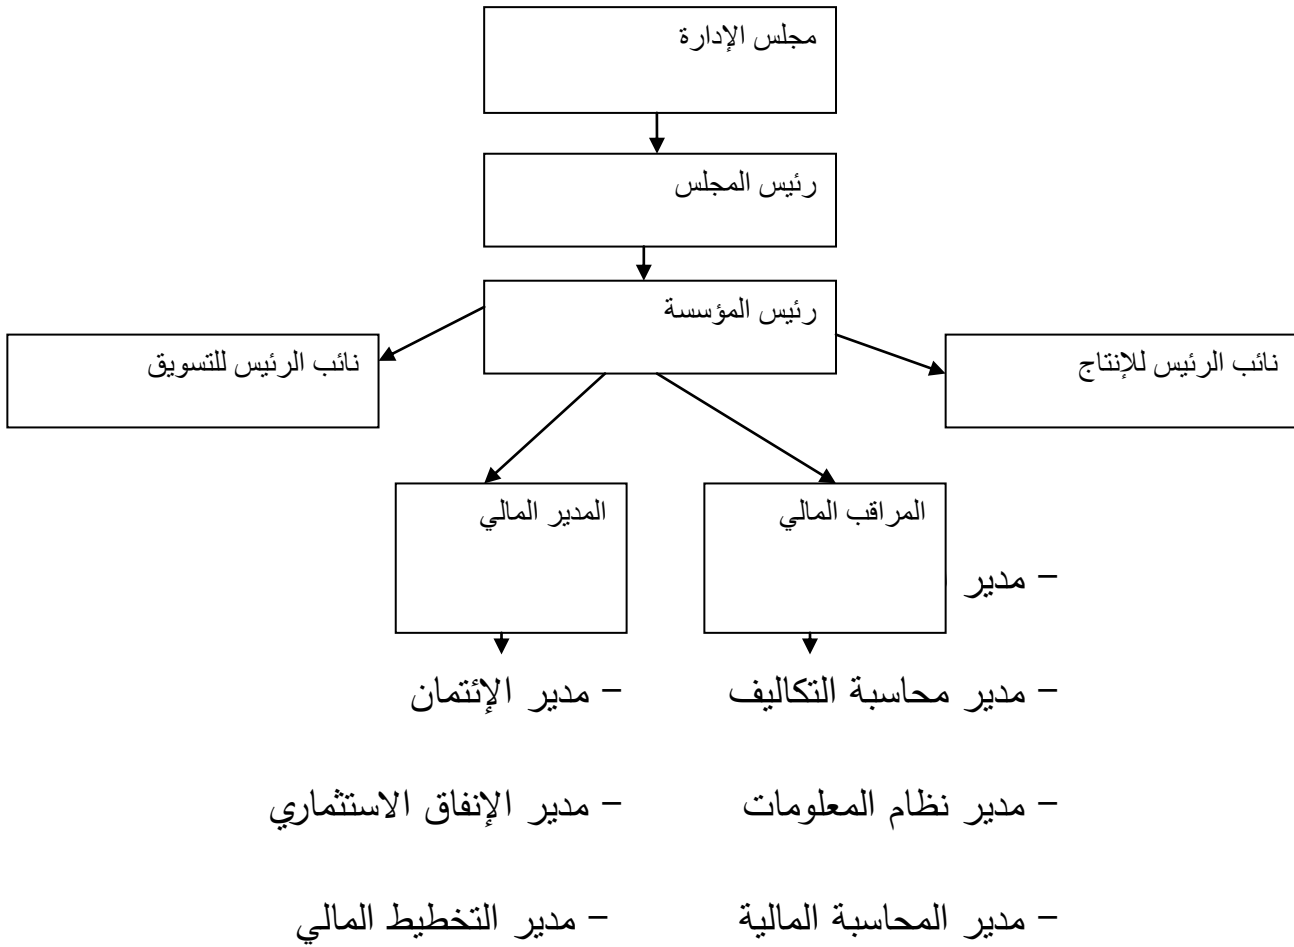 مجلس الإدارة
رئيس المجلس
رئيس المؤسسة
نائب الرئيس للإنتاج
نائب الرئيس للتسويق
المراقب المالي
المدير المالي
– مدير
– مدير محاسبة التكاليف – مدير الإئتمان
– مدير نظام المعلومات – مدير الإنفاق الاستثماري
– مدير المحاسبة المالية – مدير التخطيط المالي